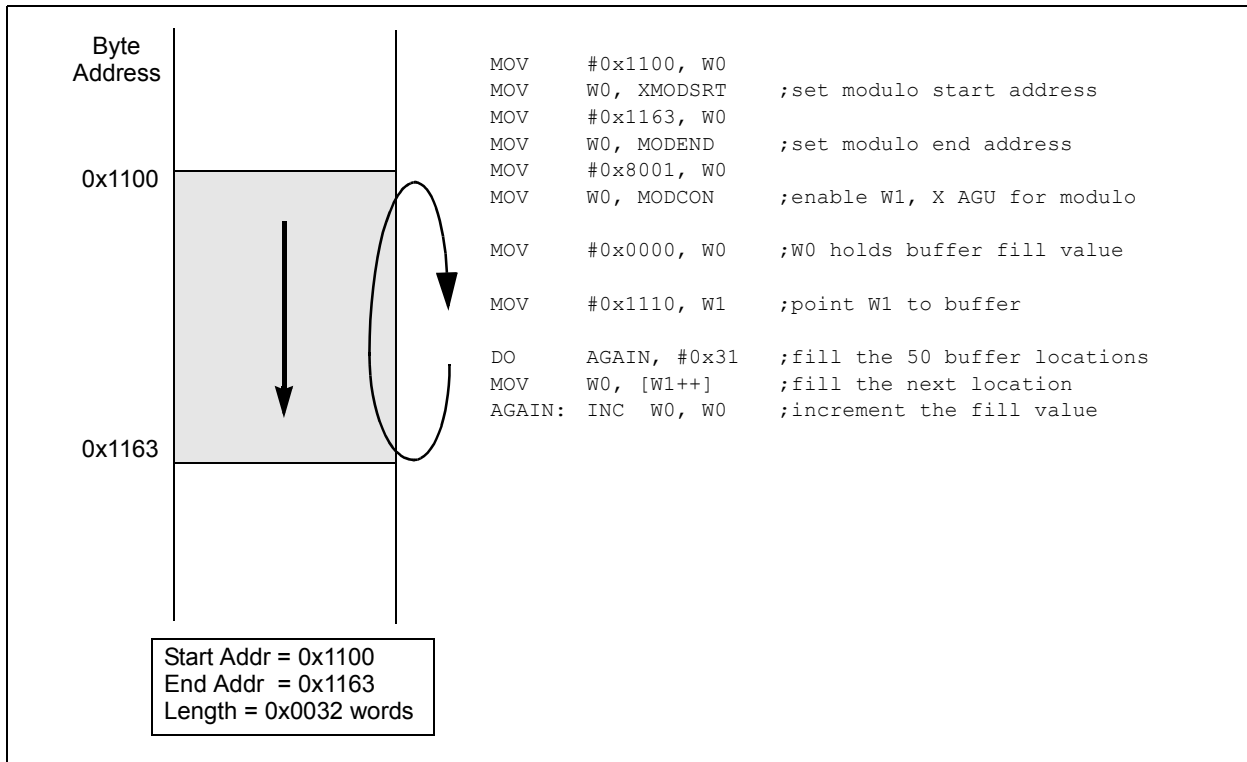 Byte
Address
0x1100
0x1163
MOV #0x1100, W0
MOV W0, XMODSRT ;set modulo start address
MOV #0x1163, W0
MOV W0, MODEND ;set modulo end address
MOV #0x8001, W0
MOV W0, MODCON ;enable W1, X AGU for modulo
MOV #0x0000, W0 ;W0 holds buffer fill value
MOV #0x1110, W1 ;point W1 to buffer
DO AGAIN, #0x31 ;fill the 50 buffer locations
MOV W0, [W1++] ;fill the next location
AGAIN: INC W0, W0 ;increment the fill value
Start Addr = 0x1100
End Addr = 0x1163
Length = 0x0032 words